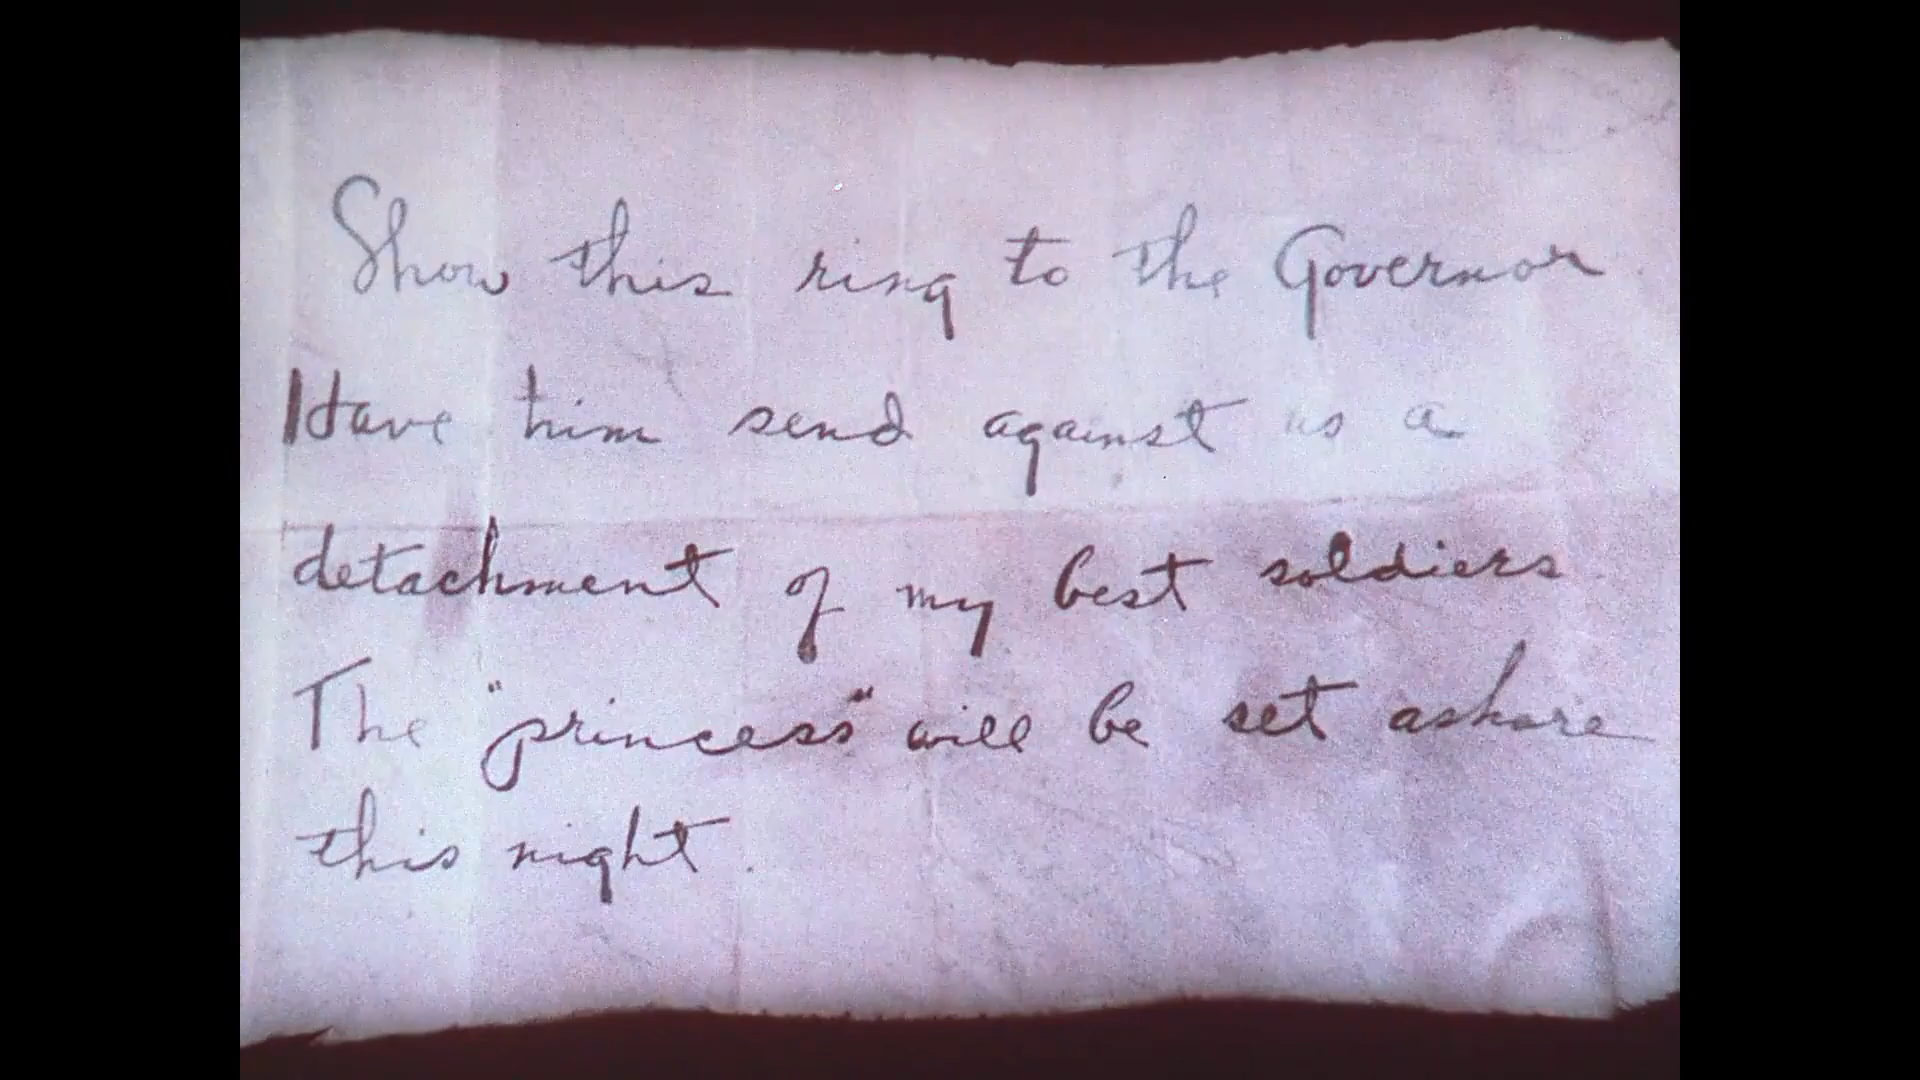 Show this ring to the Governor.
Have him send against us a
detachment of my best soldiers.
The "princess" will be set ashore
this night.